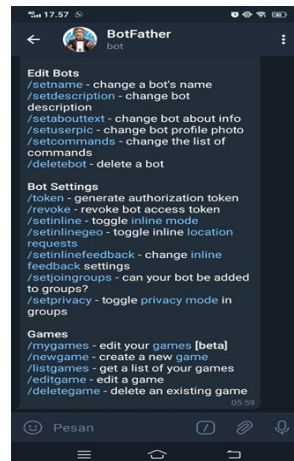 17.57
BotFather
bot
Edit Bots
/setname - change a bot's name
/setdescription - change bot
description
/setabouttext - change bot about info
/setuserpic - change bot profile photo
/setcommands - change the list of
commands
/deletebot - delete a bot
Bot Settings
/token - generate authorization token
/revoke - revoke bot access token
/setinline - toggle inline mode
/setinlinegeo - toggle inline location
requests
/setinlinefeedback - change inline
feedback settings
/setjoingroups - can your bot be added
to groups?
/setprivacy - toggle privacy mode in
groups
Games
/mygames - edit your games [beta]
/newgame - create a new game
/listgames - get a list of your games
/editgame - edit a game
/deletegame - delete an existing game
05.59
Pesan